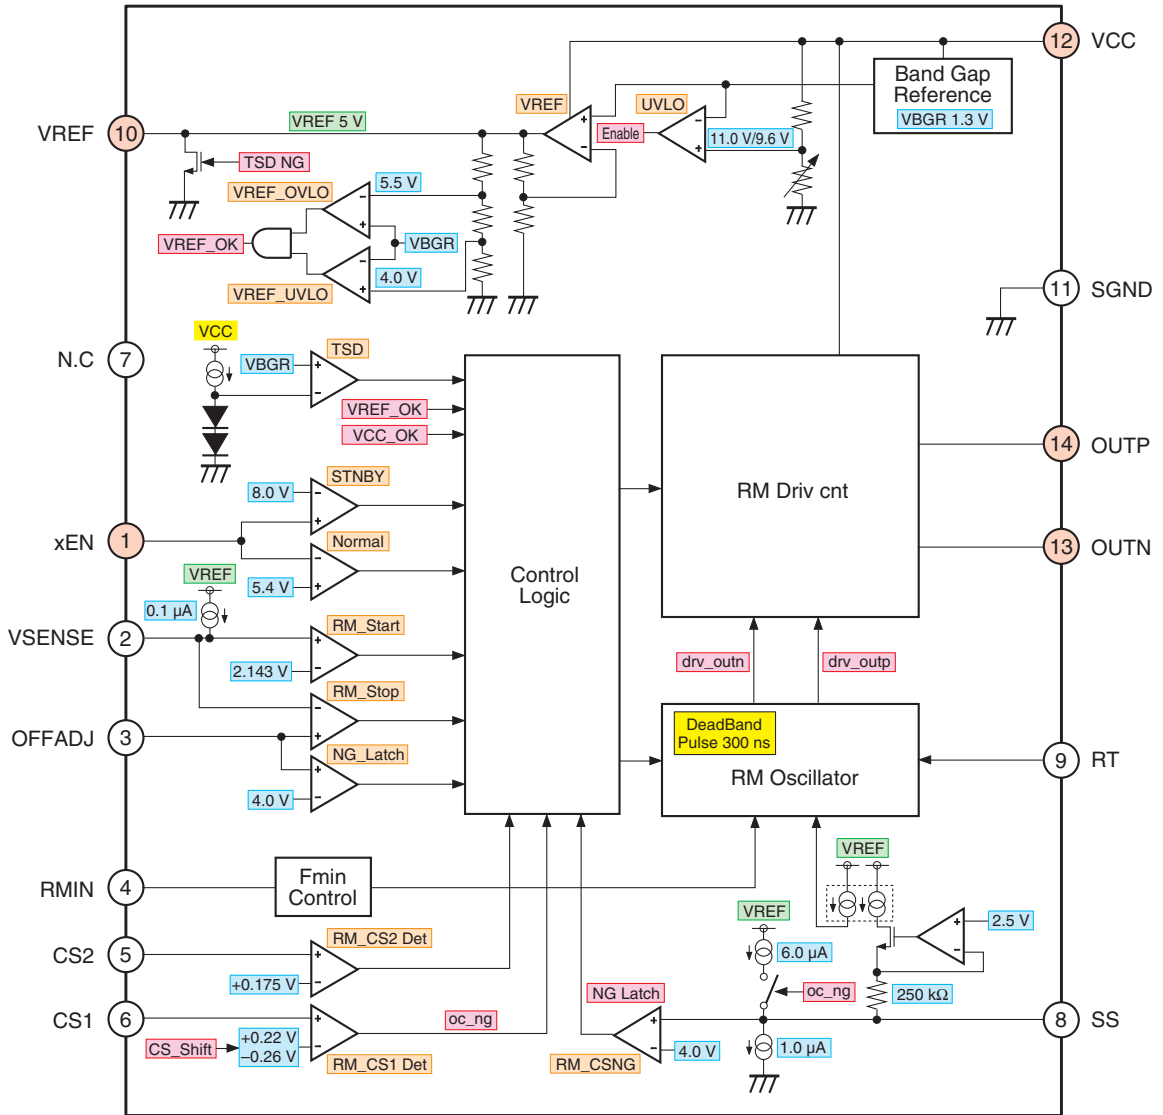 12
VCC
Band Gap
Reference
VBGR 1.3 V
VREF
UVLO
VREF
10
VREF 5 V
Enable
11.0 V/9.6 V
-
+
+
-
-
+
TSD NG
5.5 V
VREF_OVLO
-
+
VREF_OK
VBGR
-
+
4.0 V
VREF_UVLO
11
SGND
VCC
N.C
7
TSD
VBGR
+
-
VREF_OK
VCC_OK
14
OUTP
STNBY
8.0 V
-
+
RM Driv cnt
xEN
1
Normal
-
+
5.4 V
13
OUTN
Control
Logic
VREF
0.1 µA
VSENSE
2
RM_Start
+
-
2.143 V
drv_outn
drv_outp
RM_Stop
-
+
OFFADJ
3
NG_Latch
+
-
4.0 V
DeadBand
Pulse 300 ns
RM Oscillator
9
RT
VREF
RMIN
4
Fmin
Control
VREF
2.5 V
+
-
CS2
5
RM_CS2 Det
+
-
+0.175 V
6.0 µA
NG Latch
oc_ng
250 kΩ
CS1
6
+
-
oc_ng
CS_Shift
+0.22 V
–0.26 V
RM_CS1 Det
+
-
4.0 V
RM_CSNG
1.0 µA
8
SS